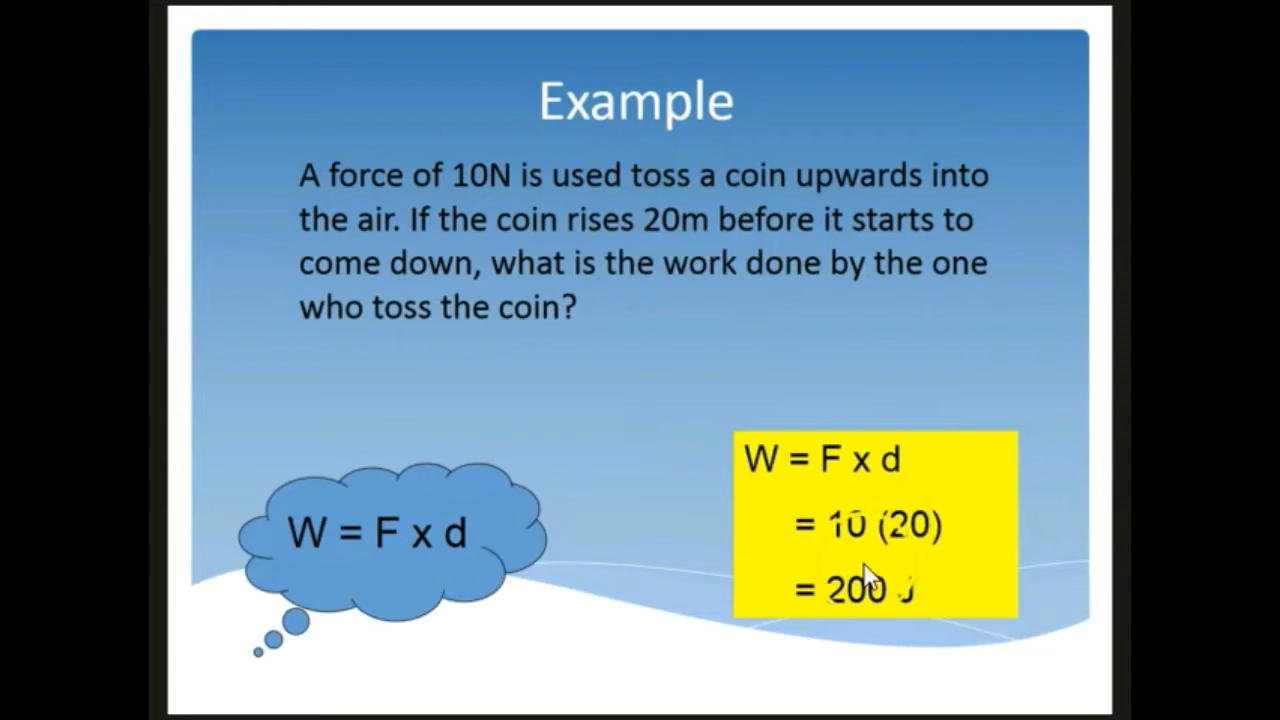 Example
A force of 10N is used toss a coin upwards into
the air. If the coin rises 20m before it starts to
come down, what is the work done by the one
who toss the coin?
W = F x d
W = F x d
= 10 (20)
= 200 J